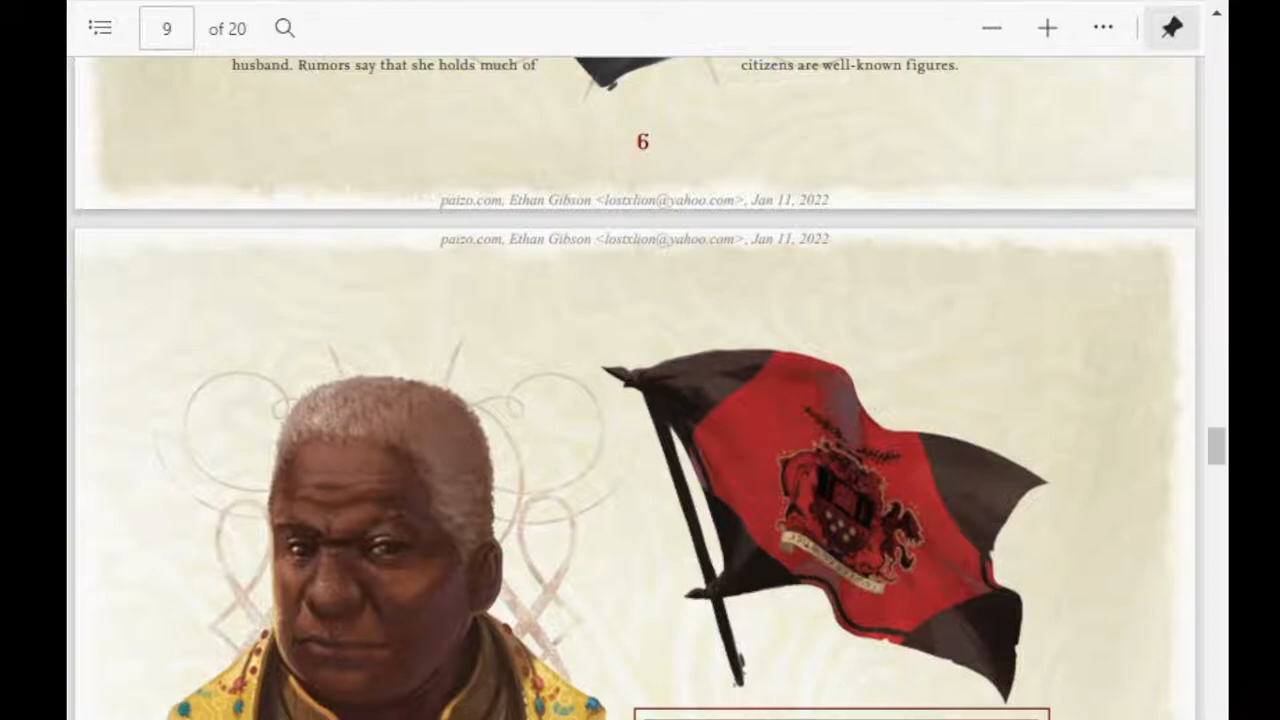 9
of 20
husband. Rumors say that she holds much of
citizens are well-known figures.
6
paizo.com, Ethan Gibson <lostxlion@yahoo.com>, Jan 11, 2022
paizo.com, Ethan Gibson <lostxlion@yahoo.com>, Jan 11, 2022